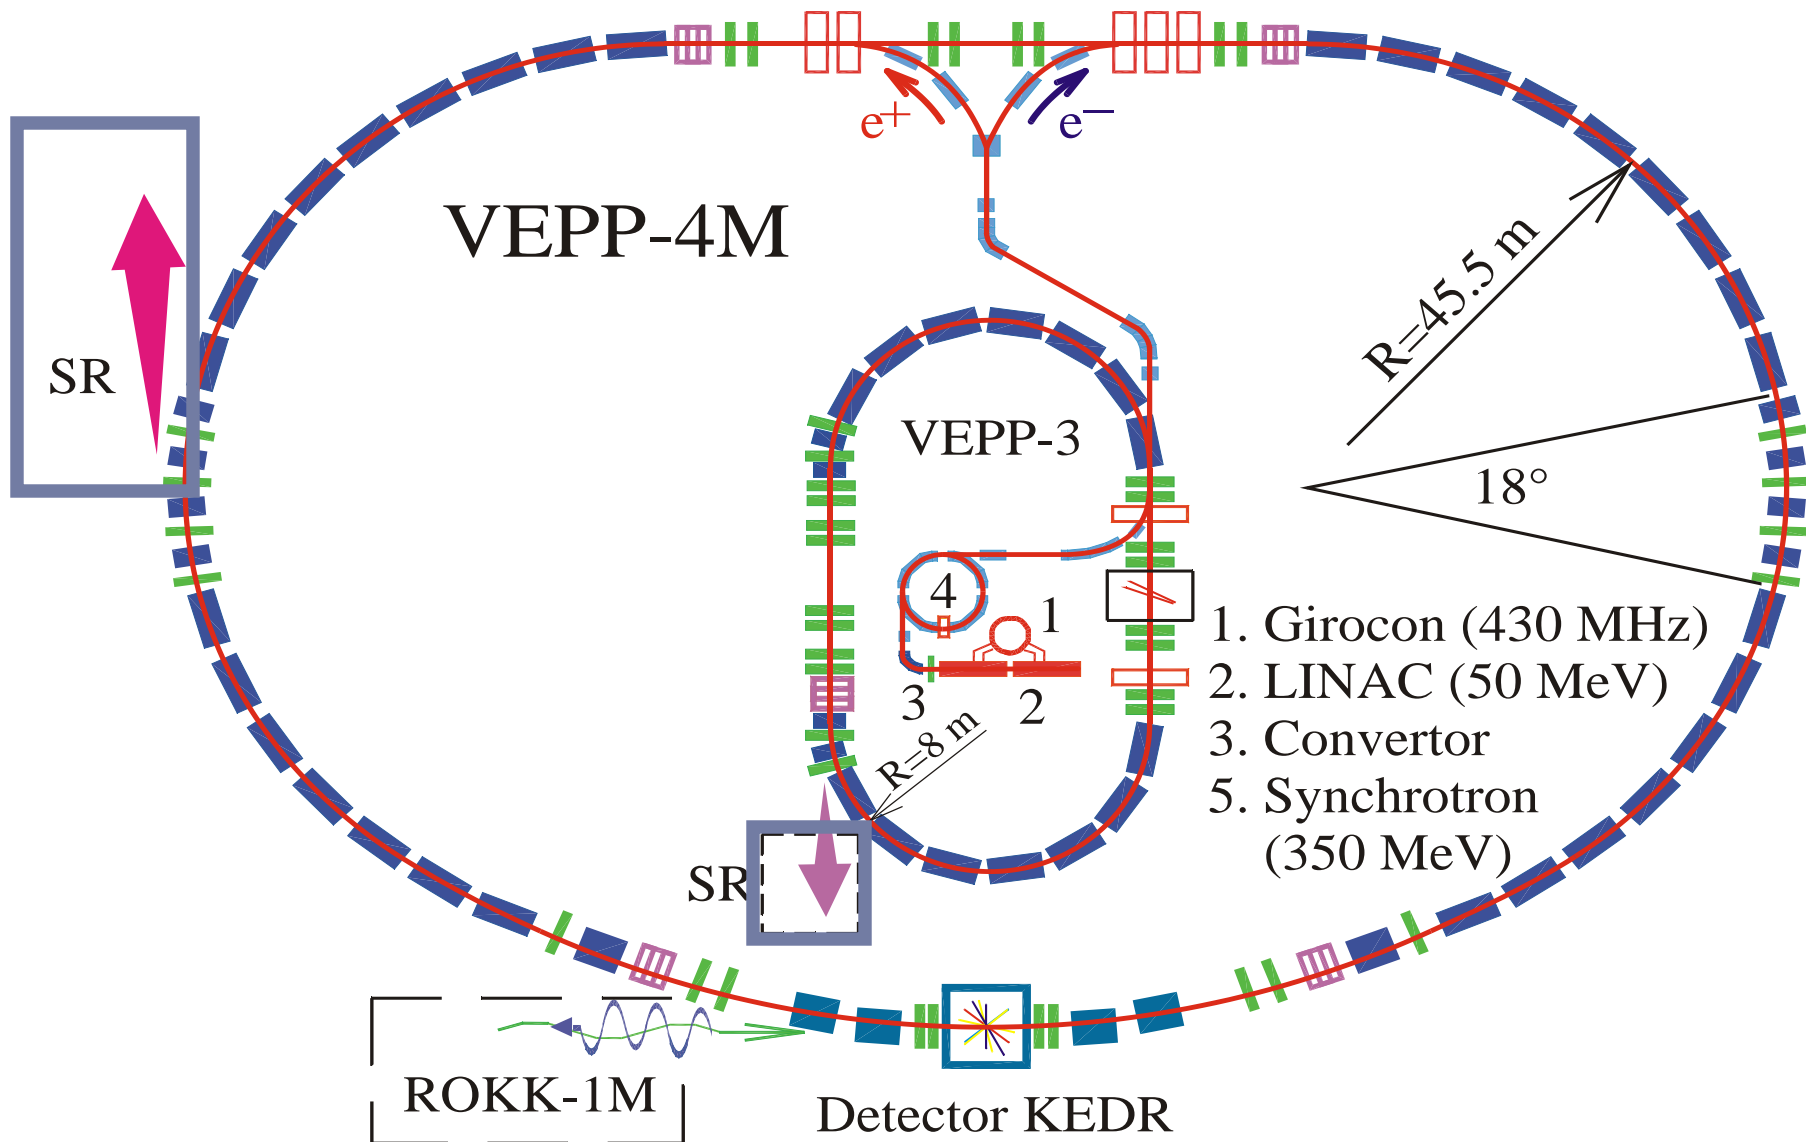 e+
e−
VEPP-4M
R=45.5 m
SR
VEPP-3
18°
4
1
3
2
R=8 m
1. Girocon (430 MHz)
2. LINAC (50 MeV)
3. Convertor
5. Synchrotron
(350 MeV)
SR
ROKK-1M
Detector KEDR